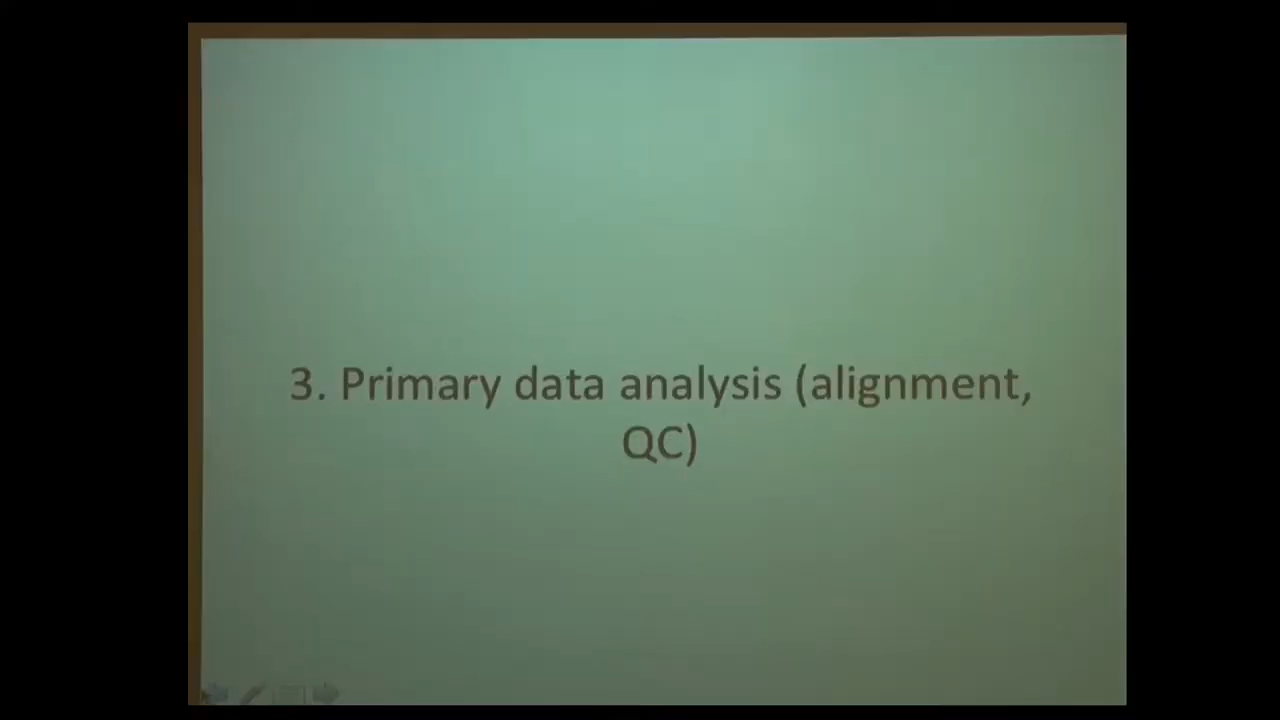 3. Primary data analysis (alignment,
QC)